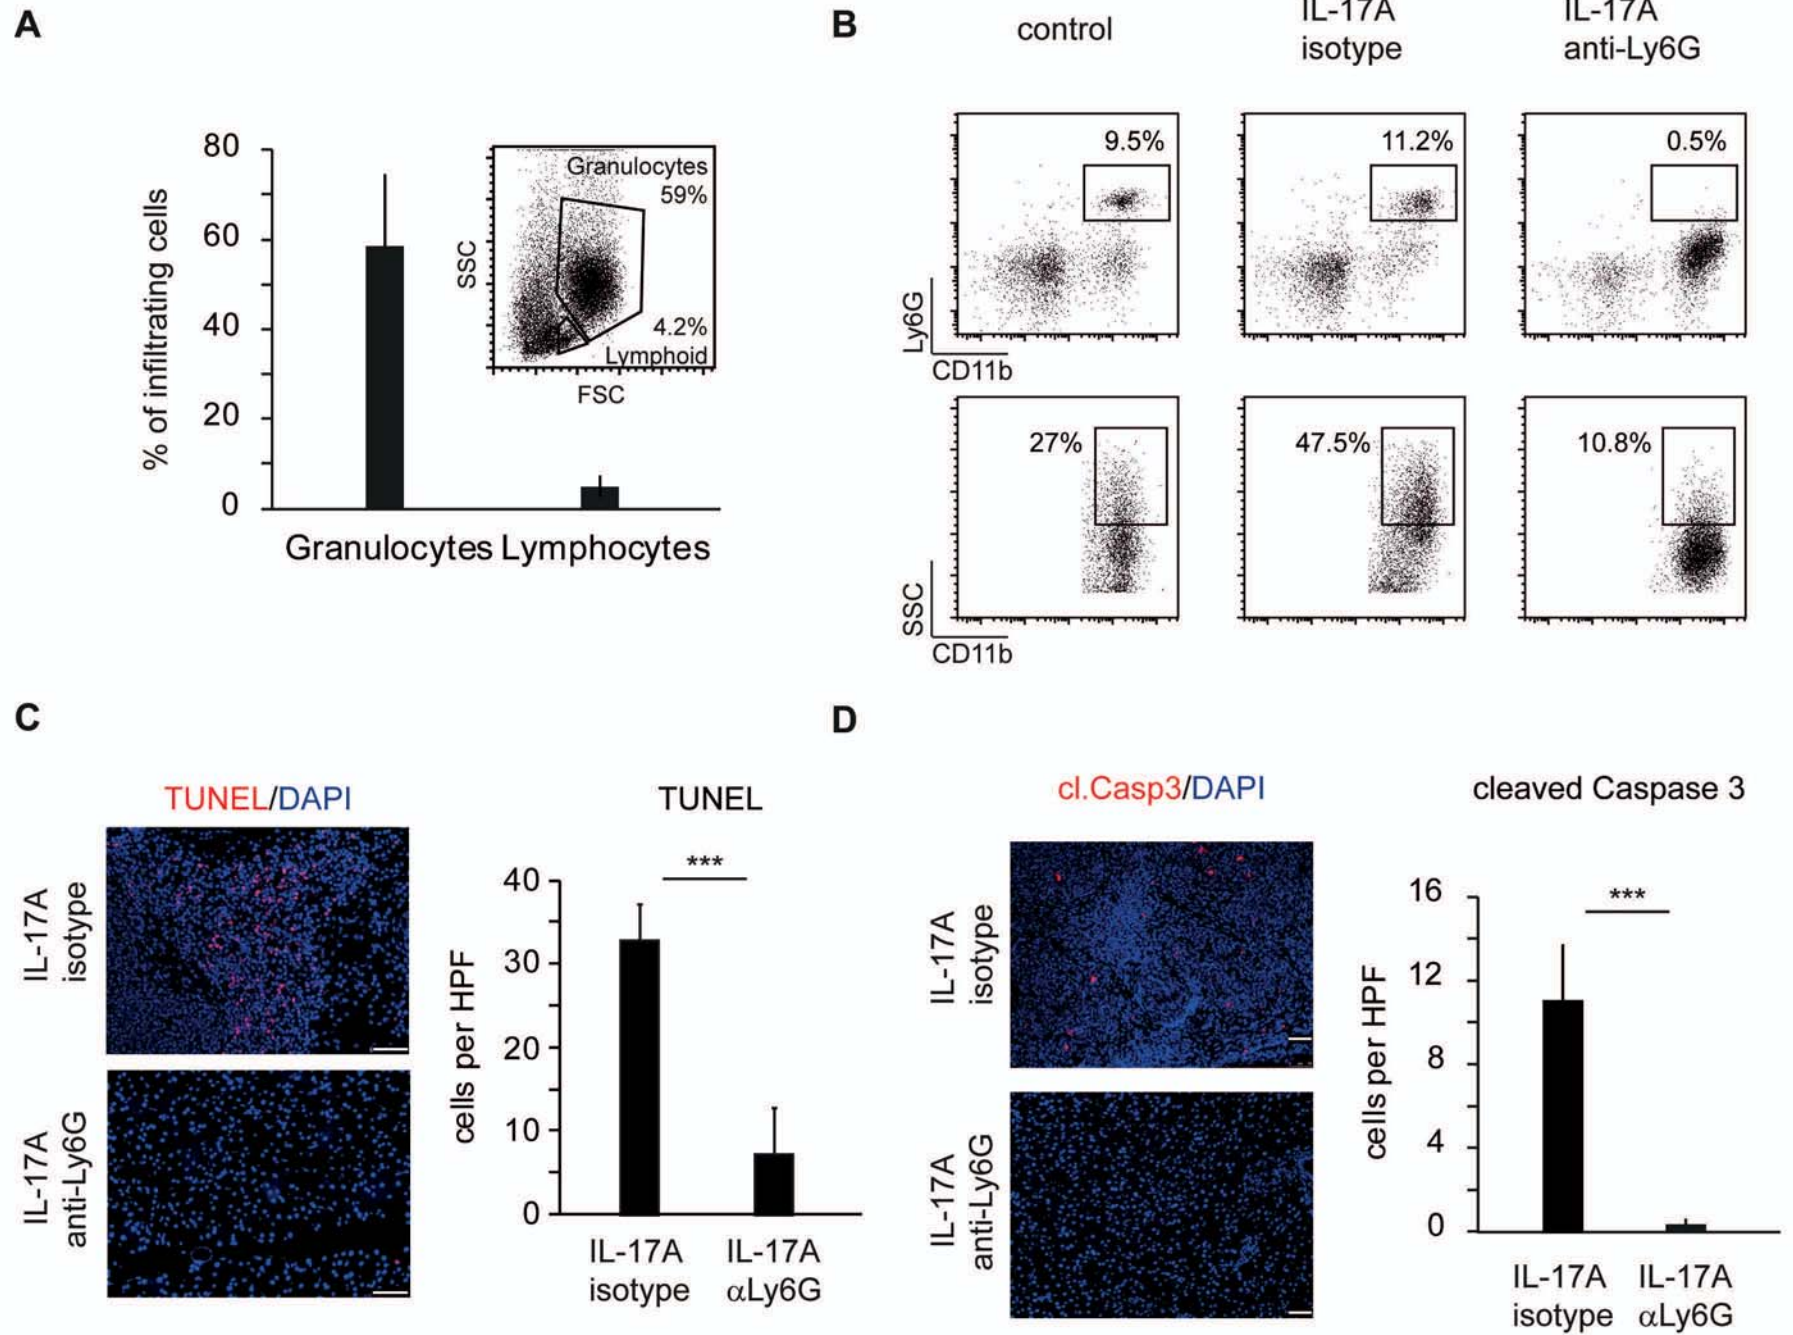 A
% of infiltrating cells
80
60
40
20
0
Granulocytes Lymphocytes
Granulocytes
59%
4.2%
Lymphoid
SSC
FSC
B
control
IL-17A
isotype
IL-17A
anti-Ly6G
9.5%
11.2%
0.5%
Ly6G
CD11b
27%
47.5%
10.8%
SSC
CD11b
C
TUNEL/DAPI
IL-17A
isotype
IL-17A
anti-Ly6G
TUNEL
***
cells per HPF
40
30
20
10
0
IL-17A
isotype
IL-17A
αLy6G
D
cl.Casp3/DAPI
IL-17A
isotype
IL-17A
anti-Ly6G
cleaved Caspase 3
***
cells per HPF
16
12
8
4
0
IL-17A
isotype
IL-17A
αLy6G